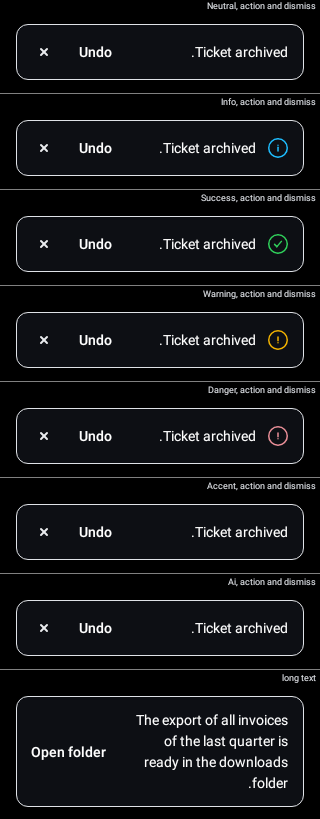 Neutral, action and dismiss
Undo .Ticket archived
Info, action and dismiss
Undo .Ticket archived
Success, action and dismiss
Undo .Ticket archived
Warning, action and dismiss
Undo .Ticket archived
Danger, action and dismiss
Undo .Ticket archived
Accent, action and dismiss
Undo .Ticket archived
Ai, action and dismiss
Undo .Ticket archived
long text
The export of all invoices
of the last quarter is
ready in the downloads
.folder
Open folder